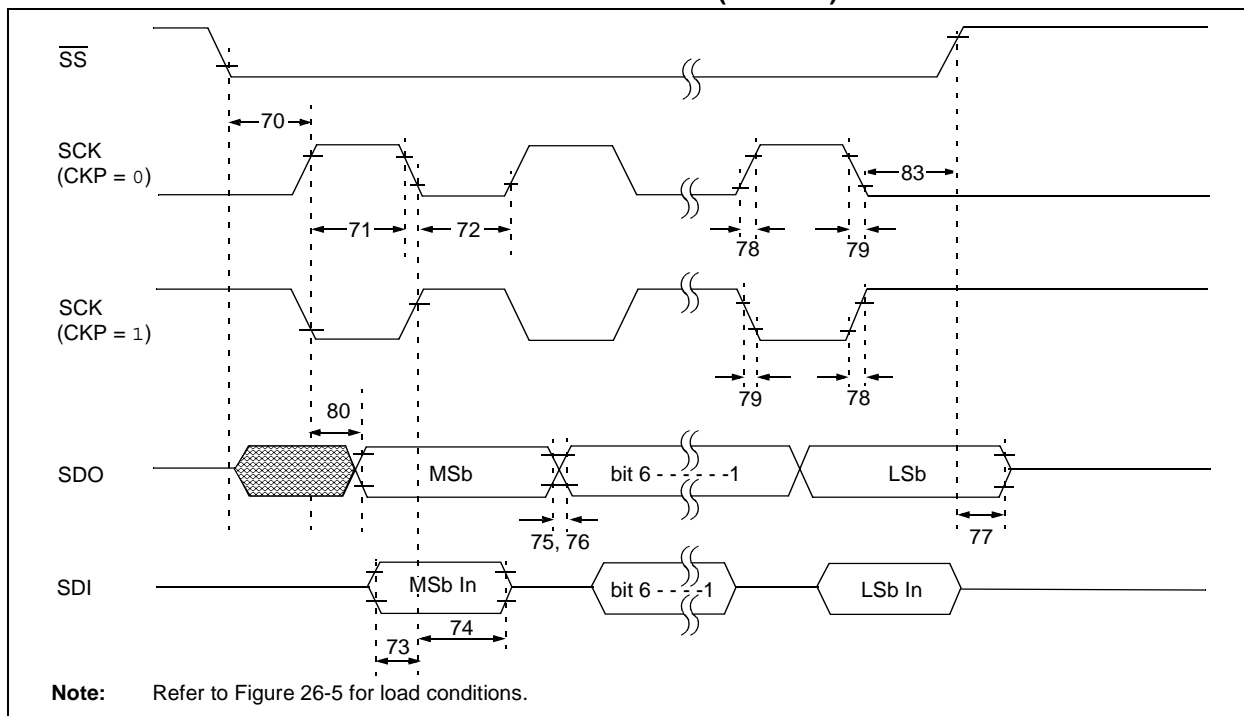 SS
70
SCK
(CKP = 0)
83
71
72
78
79
SCK
(CKP = 1)
79
78
80
SDO
MSb
bit 6 - - - - - - -1
LSb
75, 76
77
SDI
MSb In
bit 6 - - - - -1
LSb In
74
73
Note: Refer to Figure 26-5 for load conditions.